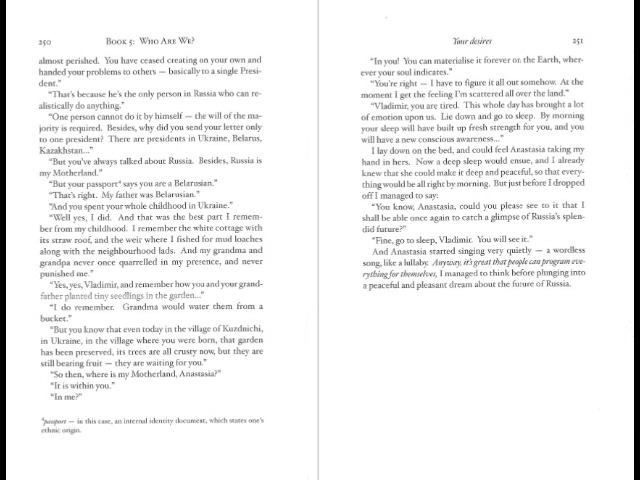 250 Book 5: Who Are We?
almost perished. You have ceased creating on your own and
handed your problems to others — basically to a single Presi-
dent."
"That's because he's the only person in Russia who can re-
alistically do anything."
"One person cannot do it by himself — the will of the ma-
jority is required. Besides, why did you send your letter only
to one president? There are presidents in Ukraine, Belarus,
Kazakhstan..."
"But you've always talked about Russia. Besides, Russia is
my Motherland."
"But your passport⁴ says you are a Belarusian."
"That's right. My father was Belarusian."
"And you spent your whole childhood in Ukraine."
"Well yes, I did. And that was the best part I remem-
ber from my childhood. I remember the white cottage with
its straw roof, and the weir where I fished for mud loaches
along with the neighbourhood lads. And my grandma and
grandpa never once quarrelled in my presence, and never
punished me."
"Yes, yes, Vladimir, and remember how you and your grand-
father planted tiny seedlings in the garden..."
"I do remember. Grandma would water them from a
bucket."
"But you know that even today in the village of Kuzdnichi,
in Ukraine, in the village where you were born, that garden
has been preserved, its trees are all crusty now, but they are
still bearing fruit — they are waiting for you."
"So then, where is my Motherland, Anastasia?"
"It is within you."
"In me?"
⁴passport — in this case, an internal identity document, which states one's
ethnic origin.
Your desires 251
"In you! You can materialise it forever on the Earth, wher-
ever your soul indicates."
"You're right — I have to figure it all out somehow. At the
moment I get the feeling I'm scattered all over the land."
"Vladimir, you are tired. This whole day has brought a lot
of emotion upon us. Lie down and go to sleep. By morning
your sleep will have built up fresh strength for you, and you
will have a new conscious awareness..."
I lay down on the bed, and could feel Anastasia taking my
hand in hers. Now a deep sleep would ensue, and I already
knew that she could make it deep and peaceful, so that every-
thing would be all right by morning. But just before I dropped
off I managed to say:
"You know, Anastasia, could you please see to it that I
shall be able once again to catch a glimpse of Russia's splen-
did future?"
"Fine, go to sleep, Vladimir. You will see it."
And Anastasia started singing very quietly — a wordless
song, like a lullaby. Anyway, it's great that people can program eve-
rything for themselves, I managed to think before plunging into
a peaceful and pleasant dream about the future of Russia.